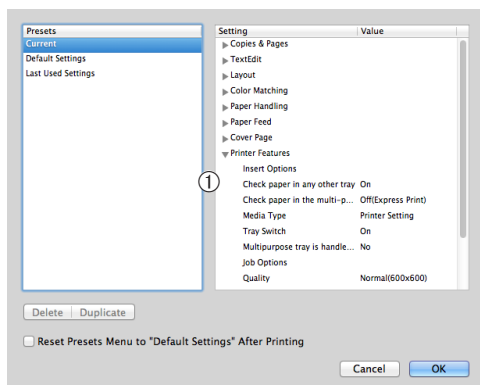 Presets
Current
Default Settings
Last Used Settings
Setting Value
Copies & Pages
TextEdit
Layout
Color Matching
Paper Handling
Paper Feed
Cover Page
Printer Features
Insert Options
①
Check paper in any other tray On
Check paper in the multi-p... Off(Express Print)
Media Type Printer Setting
Tray Switch On
Multipurpose tray is handle... No
Job Options
Quality Normal(600x600)
Delete Duplicate
Reset Presets Menu to "Default Settings" After Printing
Cancel OK